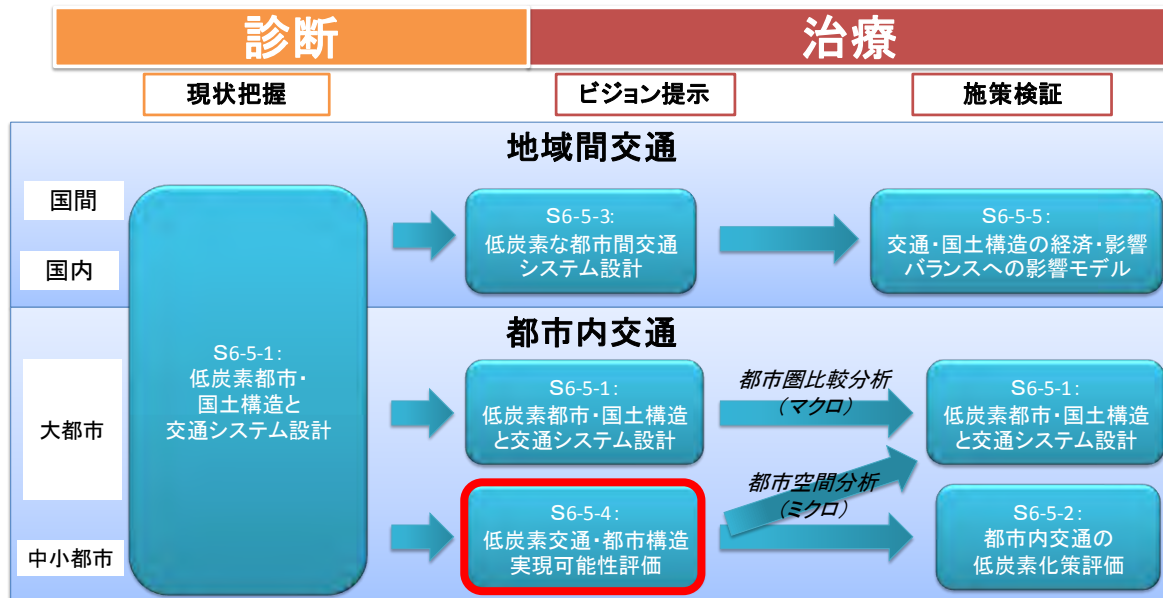 診断
治療
現状把握
ビジョン提示
施策検証
地域間交通
国間
国内
S6-5-3:
低炭素な都市間交通
システム設計
S6-5-5:
交通・国土構造の経済・影響
バランスへの影響モデル
都市内交通
大都市
中小都市
S6-5-1:
低炭素都市・
国土構造と
交通システム設計
S6-5-1:
低炭素都市・国土構造
と交通システム設計
都市圏比較分析
（マクロ）
S6-5-1:
低炭素都市・国土構造
と交通システム設計
S6-5-4:
低炭素交通・都市構造
実現可能性評価
都市空間分析
（ミクロ）
S6-5-2:
都市内交通の
低炭素化策評価